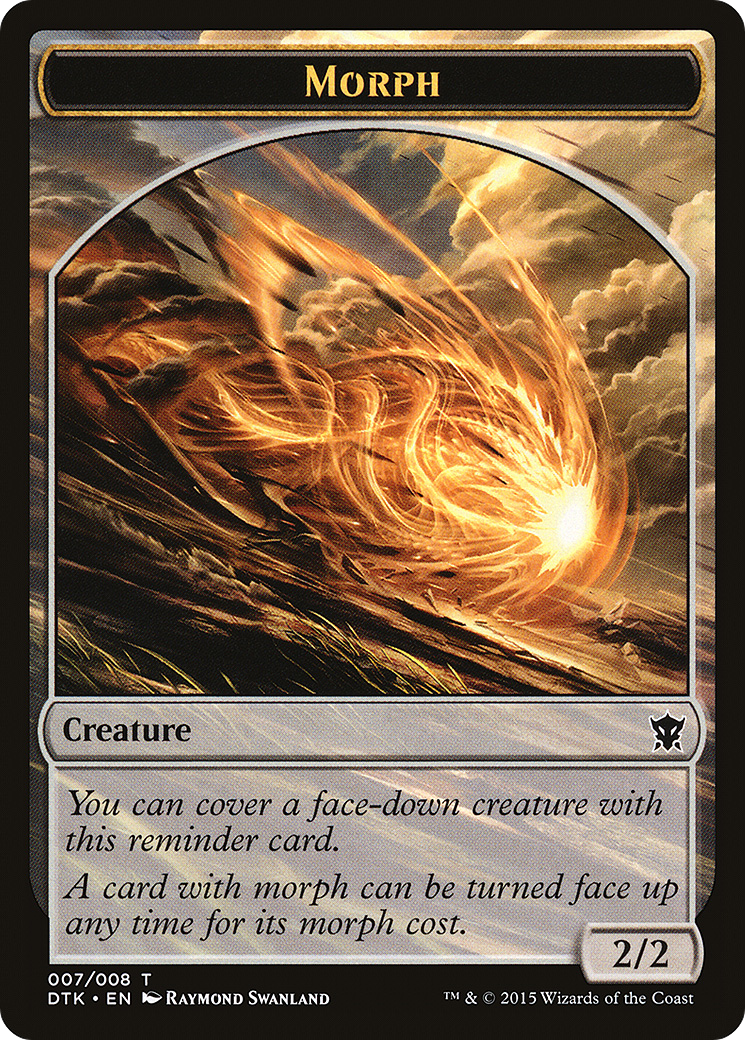 Morph
Creature
You can cover a face-down creature with
this reminder card.
A card with morph can be turned face up
any time for its morph cost.
2/2
007/008 T
DTK • EN Raymond Swanland
™ & © 2015 Wizards of the Coast